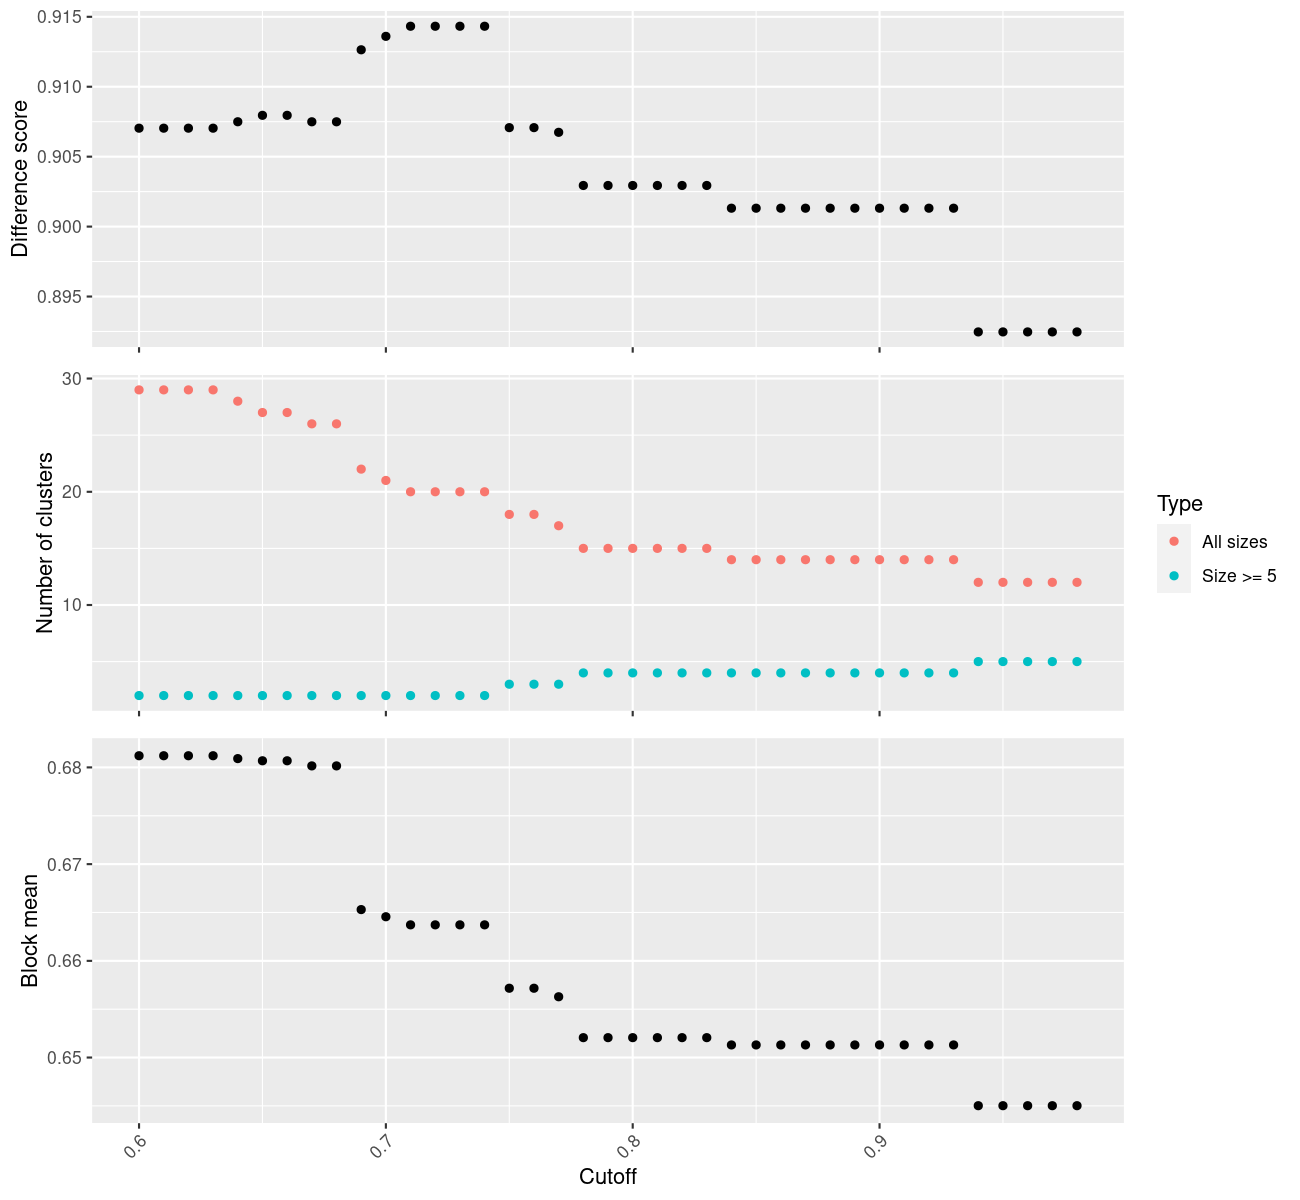 Difference score
0.915
0.910
0.905
0.900
0.895
Number of clusters
30
20
10
Block mean
0.68
0.67
0.66
0.65
0.6
0.7
0.8
0.9
Cutoff
Type
All sizes
Size >= 5